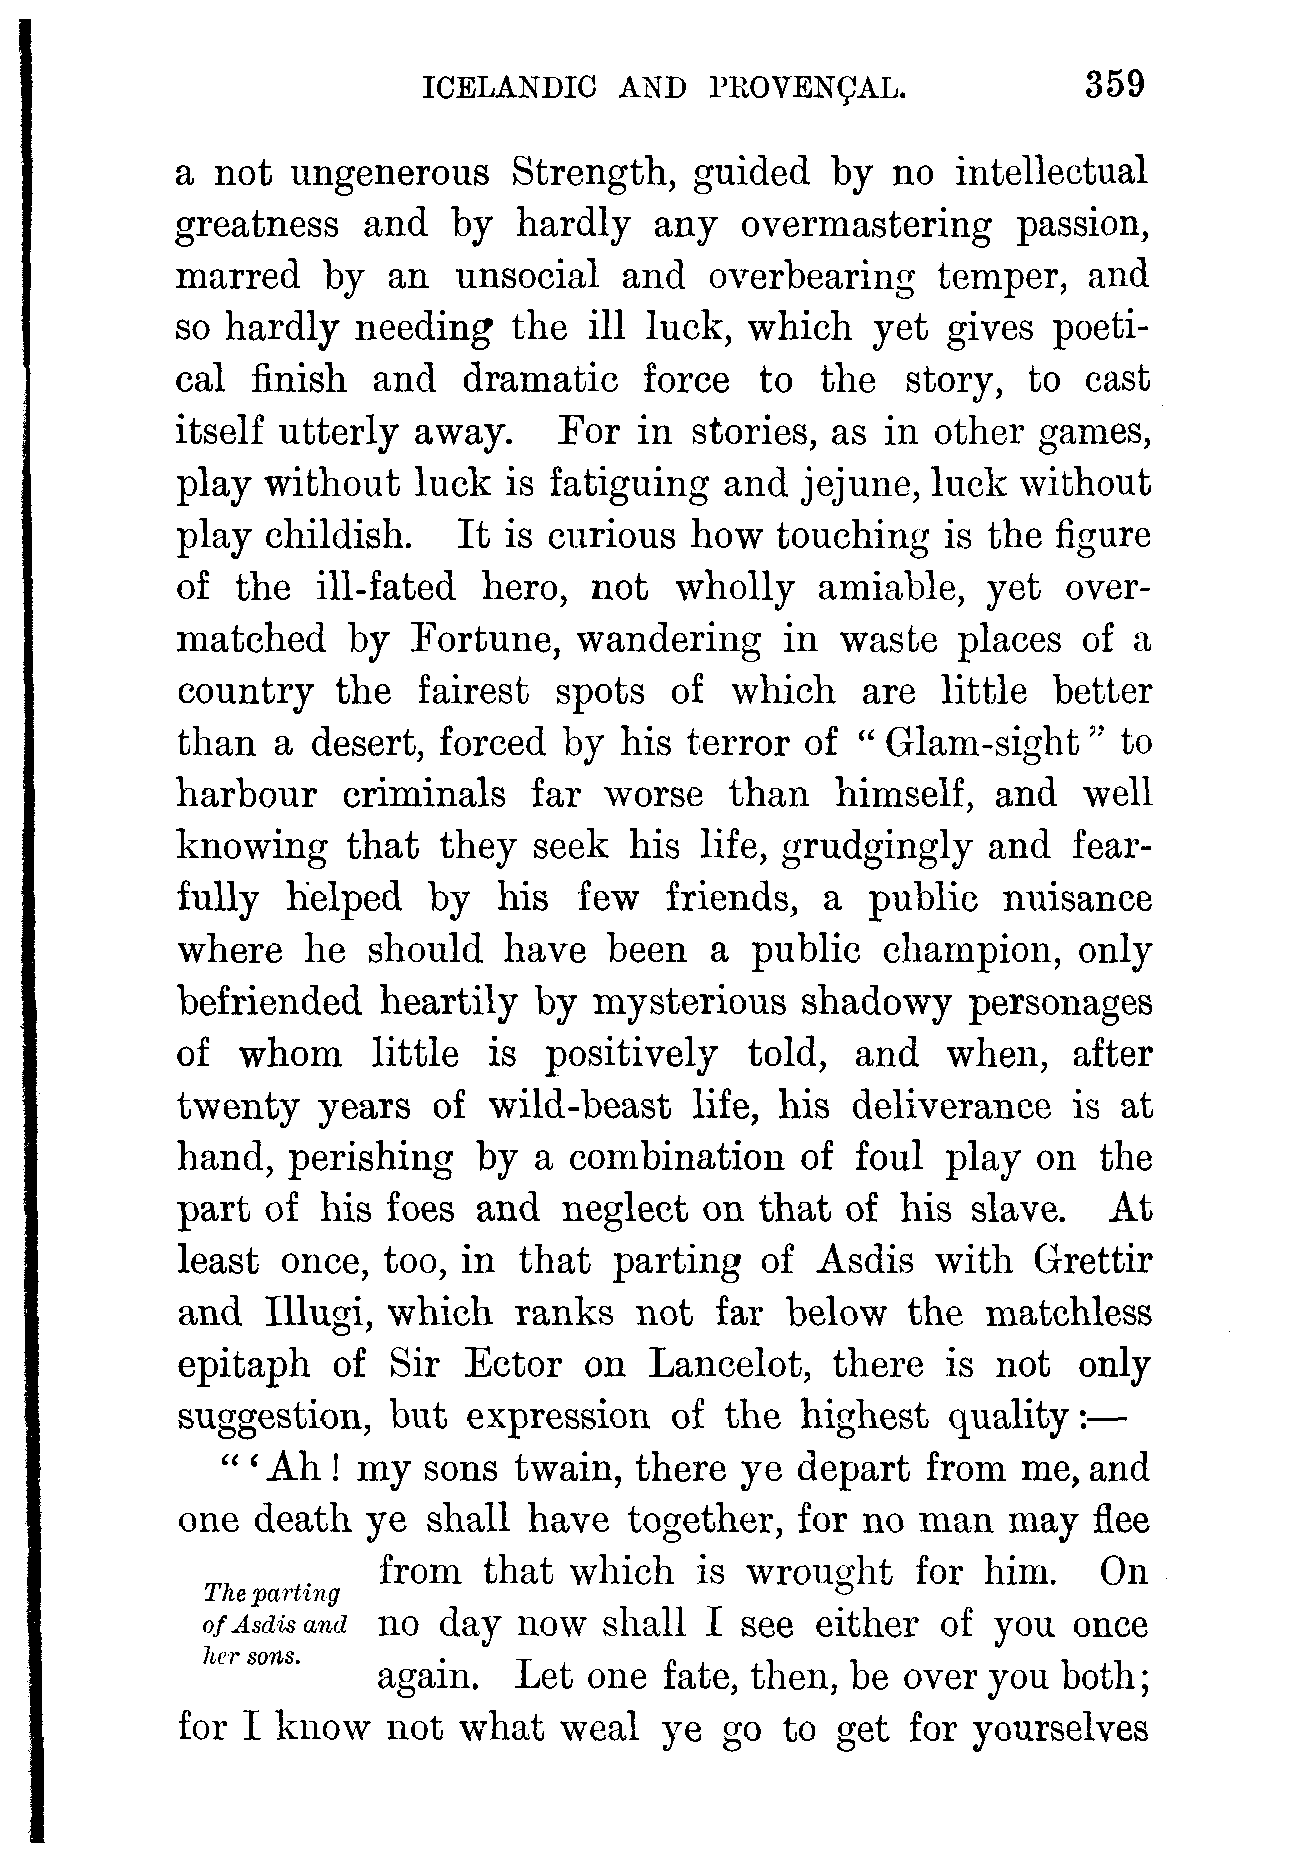 ICELANDIC AND PROVENÇAL. 359
a not ungenerous Strength, guided by no intellectual
greatness and by hardly any overmastering passion,
marred by an unsocial and overbearing temper, and
so hardly needing the ill luck, which yet gives poeti-
cal finish and dramatic force to the story, to cast
itself utterly away. For in stories, as in other games,
play without luck is fatiguing and jejune, luck without
play childish. It is curious how touching is the figure
of the ill-fated hero, not wholly amiable, yet over-
matched by Fortune, wandering in waste places of a
country the fairest spots of which are little better
than a desert, forced by his terror of “Glam-sight” to
harbour criminals far worse than himself, and well
knowing that they seek his life, grudgingly and fear-
fully helped by his few friends, a public nuisance
where he should have been a public champion, only
befriended heartily by mysterious shadowy personages
of whom little is positively told, and when, after
twenty years of wild-beast life, his deliverance is at
hand, perishing by a combination of foul play on the
part of his foes and neglect on that of his slave. At
least once, too, in that parting of Asdis with Grettir
and Illugi, which ranks not far below the matchless
epitaph of Sir Ector on Lancelot, there is not only
suggestion, but expression of the highest quality:—
“‘Ah! my sons twain, there ye depart from me, and
one death ye shall have together, for no man may flee
The parting
of Asdis and
her sons.
from that which is wrought for him. On
no day now shall I see either of you once
again. Let one fate, then, be over you both;
for I know not what weal ye go to get for yourselves